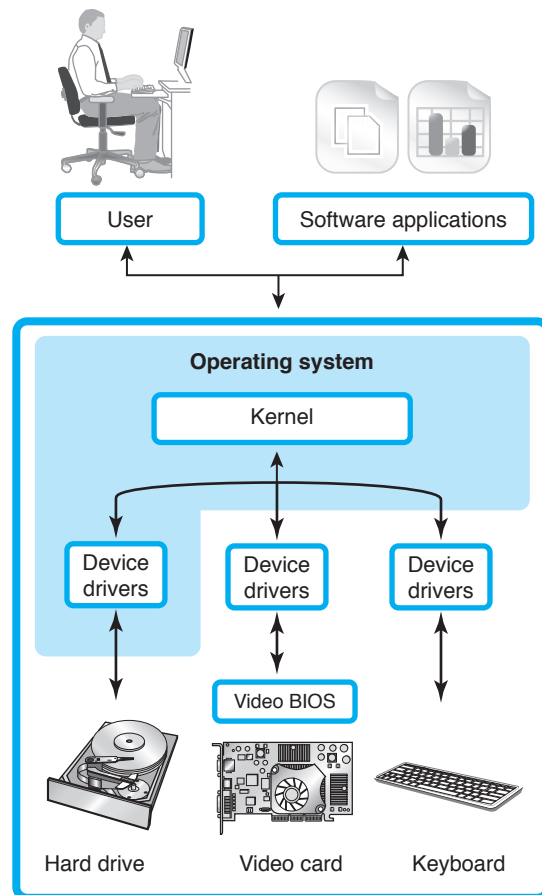 User
Software applications
Operating system
Kernel
Device
drivers
Device
drivers
Device
drivers
Video BIOS
Hard drive
Video card
Keyboard